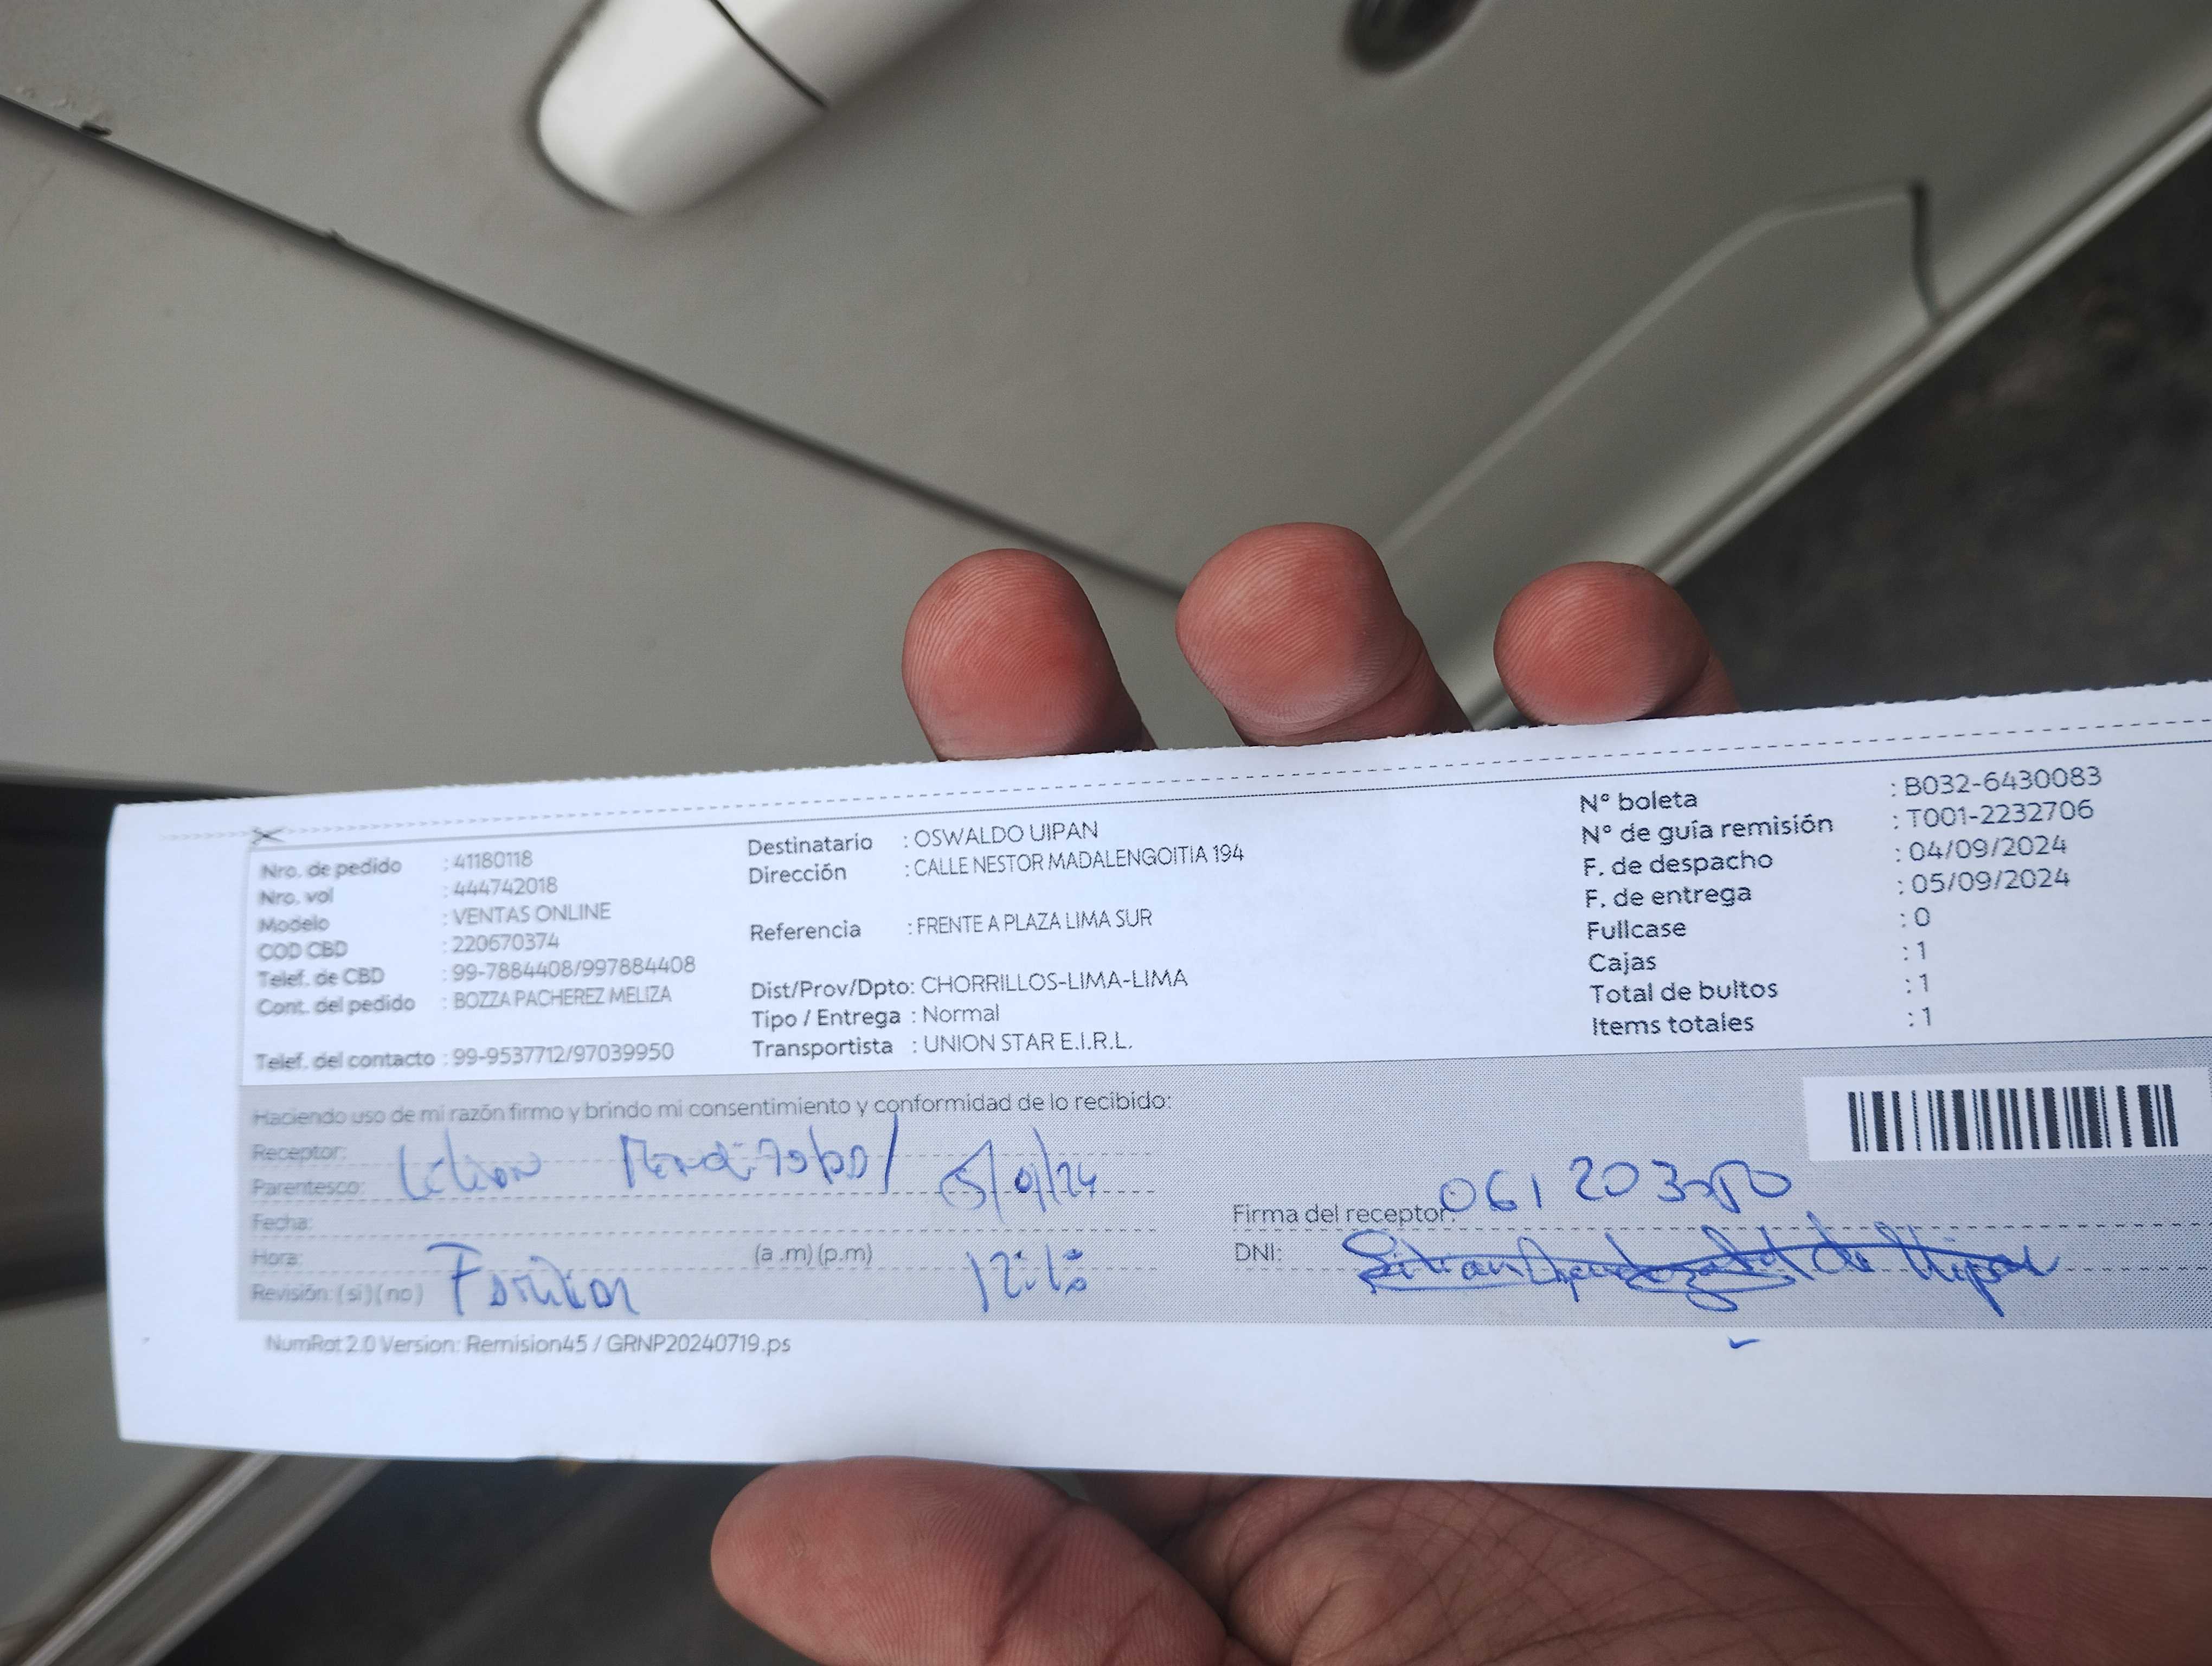 Nro. de pedido : 41180118
Nro. vol : 444742018
Modelo : VENTAS ONLINE
COD CBD : 220670374
Telef. de CBD : 99-7884408/997884408
Cont. del pedido : BOZZA PACHEREZ MELIZA
Telef. del contacto : 99-9537712/97039950
Destinatario : OSWALDO UIPAN
Dirección : CALLE NESTOR MADALENGOITIA 194
Referencia : FRENTE A PLAZA LIMA SUR
Dist/Prov/Dpto: CHORRILLOS-LIMA-LIMA
Tipo / Entrega : Normal
Transportista : UNION STAR E.I.R.L.
Nº boleta : B032-6430083
Nº de guía remisión : T001-2232706
F. de despacho : 04/09/2024
F. de entrega : 05/09/2024
Fullcase : 0
Cajas : 1
Total de bultos : 1
Items totales : 1
Haciendo uso de mi razón firmo y brindo mi consentimiento y conformidad de lo recibido:
Receptor:
Parentesco:
Fecha:
Hora: (a .m) (p.m)
Revisión: (si) (no)
Firma del receptor:
DNI:
NumRot 2.0 Version: Remision45 / GRNP20240719.ps